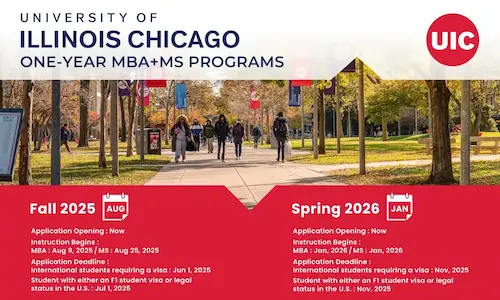 UNIVERSITY OF
ILLINOIS CHICAGO
ONE-YEAR MBA+MS PROGRAMS
UIC
Fall 2025
AUG
Application Opening : Now
Instruction Begins :
MBA : Aug 9, 2025 / MS : Aug 25, 2025
Application Deadline :
International students requiring a visa : Jun 1, 2025
Student with either an F1 student visa or legal
status in the U.S. : Jul 1, 2025
Spring 2026
JAN
Application Opening : Now
Instruction Begins :
MBA : Jan, 2026 / MS : Jan, 2026
Application Deadline :
International students requiring a visa : Nov, 2025
Student with either an F1 student visa or legal
status in the U.S. : Nov, 2025